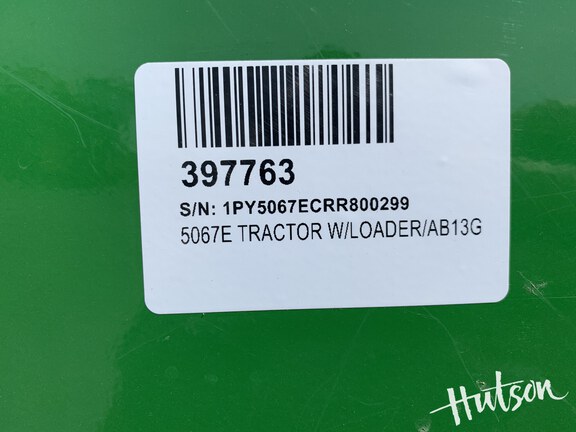 397763
S/N: 1PY5067ECRR800299
5067E TRACTOR W/LOADER/AB13G
Hutson